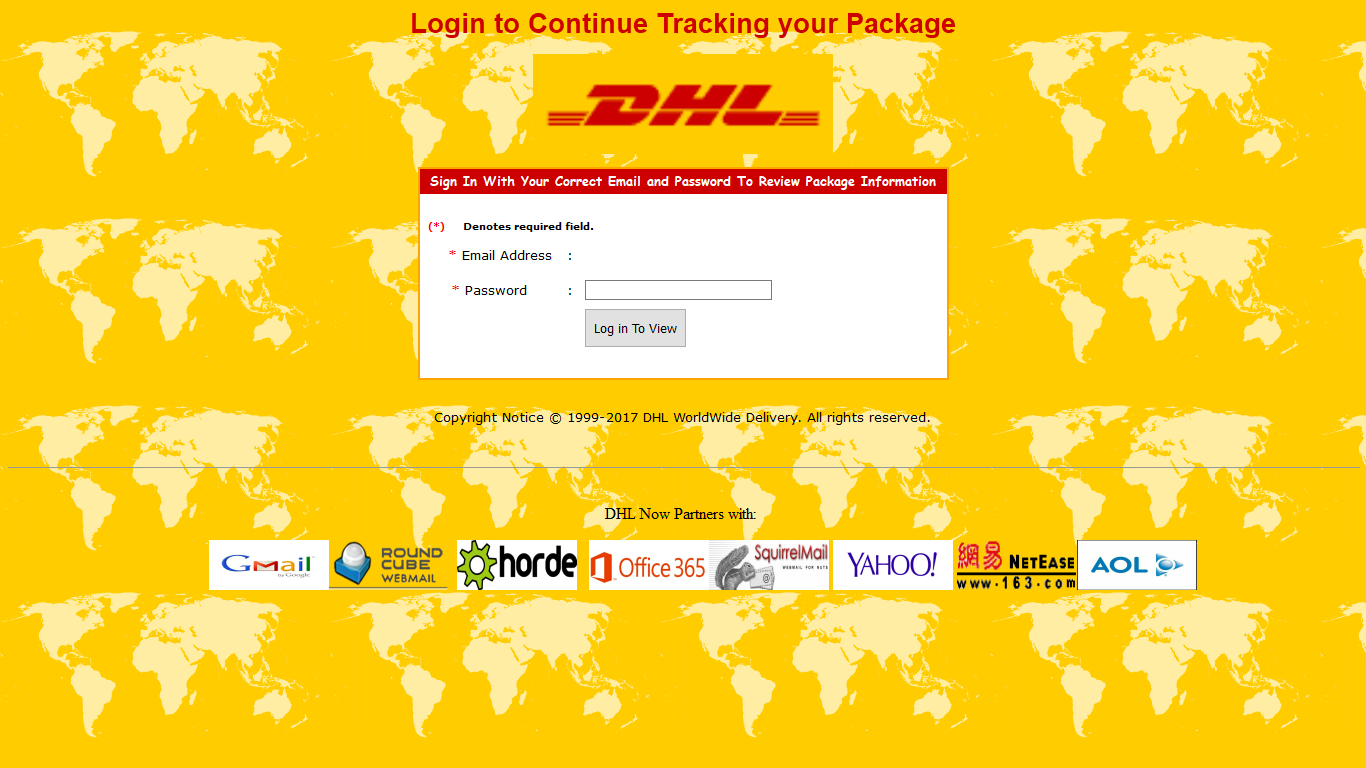 Login to Continue Tracking your Package
DHL
Sign In With Your Correct Email and Password To Review Package Information
(*) Denotes required field.
* Email Address :
* Password :
Log in To View
Copyright Notice © 1999-2017 DHL WorldWide Delivery. All rights reserved.
DHL Now Partners with:
Gmail by Google
ROUND CUBE WEBMAIL
horde
Office 365
SquirrelMail WEBMAIL FOR NUTS
YAHOO!
網易 NETEASE www.163.com
AOL